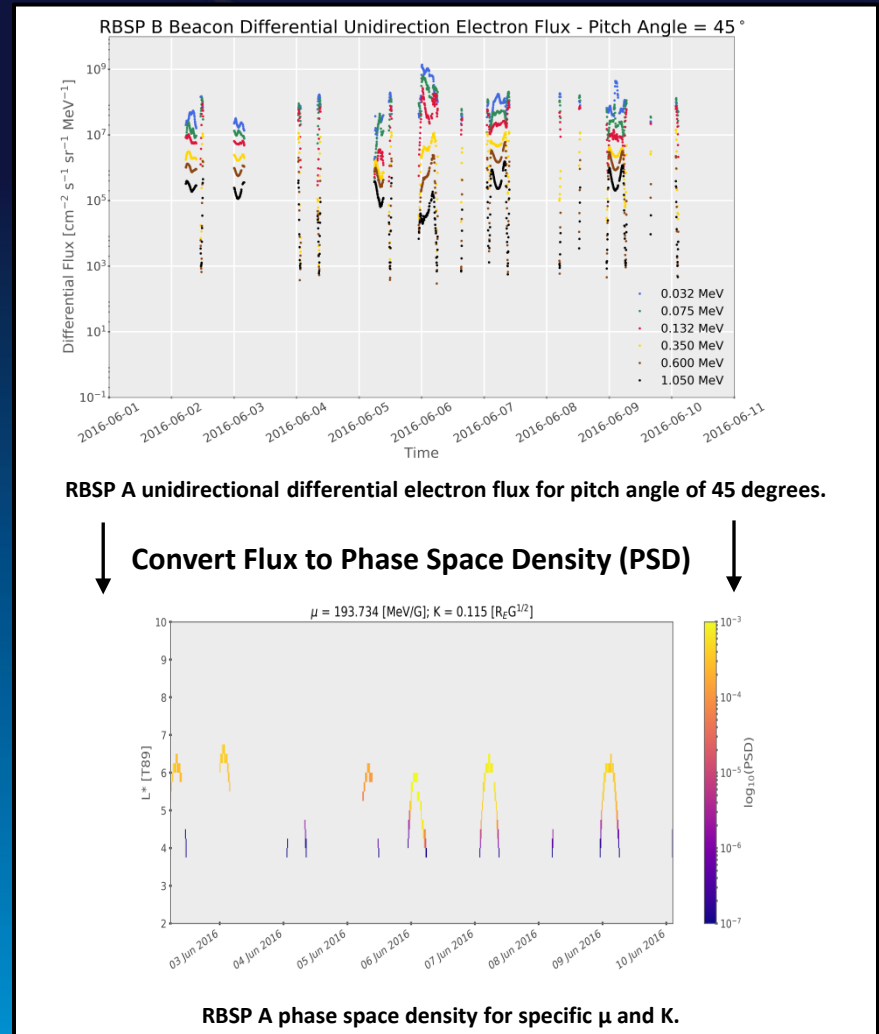 RBSP B Beacon Differential Unidirection Electron Flux - Pitch Angle = 45°
Differential Flux [cm⁻² s⁻¹ sr⁻¹ MeV⁻¹]
10⁹
10⁷
10⁵
10³
10¹
10⁻¹
0.032 MeV
0.075 MeV
0.132 MeV
0.350 MeV
0.600 MeV
1.050 MeV
2016-06-01
2016-06-02
2016-06-03
2016-06-04
2016-06-05
2016-06-06
2016-06-07
2016-06-08
2016-06-09
2016-06-10
2016-06-11
Time
RBSP A unidirectional differential electron flux for pitch angle of 45 degrees.
Convert Flux to Phase Space Density (PSD)
μ = 193.734 [MeV/G]; K = 0.115 [R_EG^{1/2}]
L* [T89]
10
9
8
7
6
5
4
3
2
03 Jun 2016
04 Jun 2016
05 Jun 2016
06 Jun 2016
07 Jun 2016
08 Jun 2016
09 Jun 2016
10 Jun 2016
10⁻³
10⁻⁴
10⁻⁵
10⁻⁶
10⁻⁷
log₁₀(PSD)
RBSP A phase space density for specific μ and K.